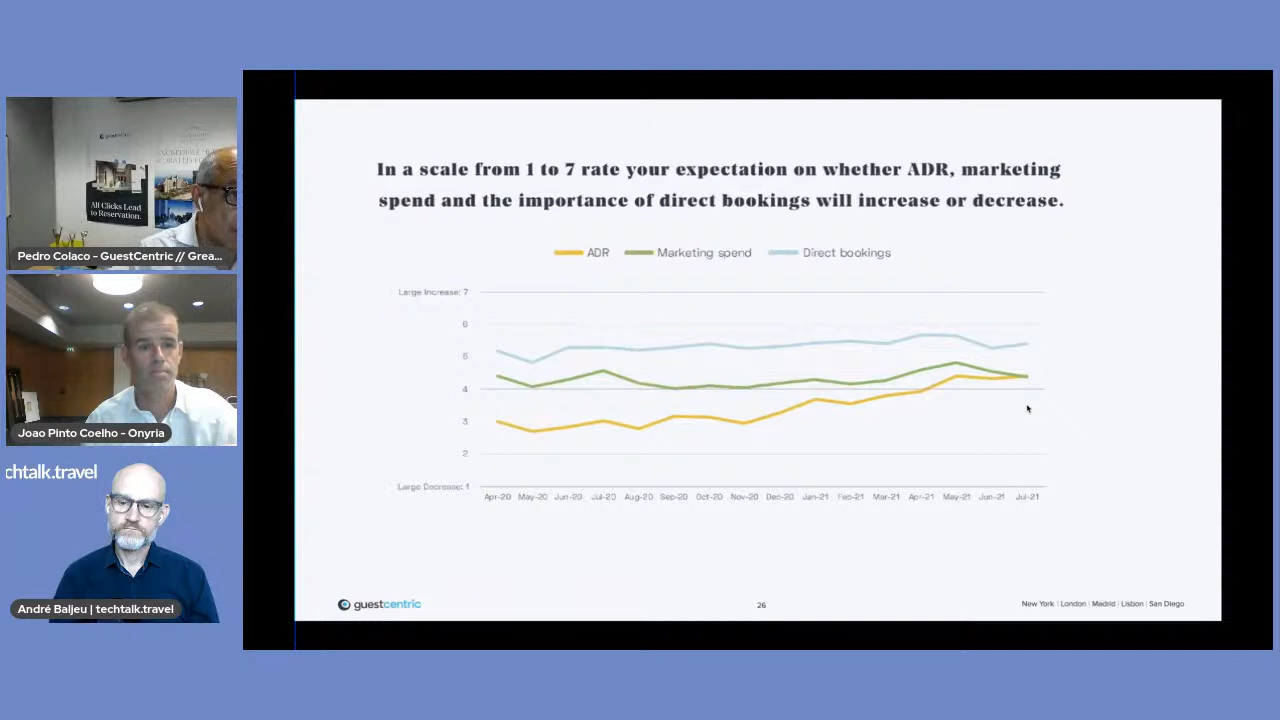 guestcentric
All Clicks Lead
to Reservation.
Pedro Colaco - GuestCentric // Grea...
Joao Pinto Coelho - Onyria
chtalk.travel
André Baljeu | techtalk.travel
In a scale from 1 to 7 rate your expectation on whether ADR, marketing
spend and the importance of direct bookings will increase or decrease.
ADR Marketing spend Direct bookings
Large Increase: 7
6
5
4
3
2
Large Decrease: 1
Apr-20 May-20 Jun-20 Jul-20 Aug-20 Sep-20 Oct-20 Nov-20 Dec-20 Jan-21 Feb-21 Mar-21 Apr-21 May-21 Jun-21 Jul-21
guestcentric
26
New York | London | Madrid | Lisbon | San Diego